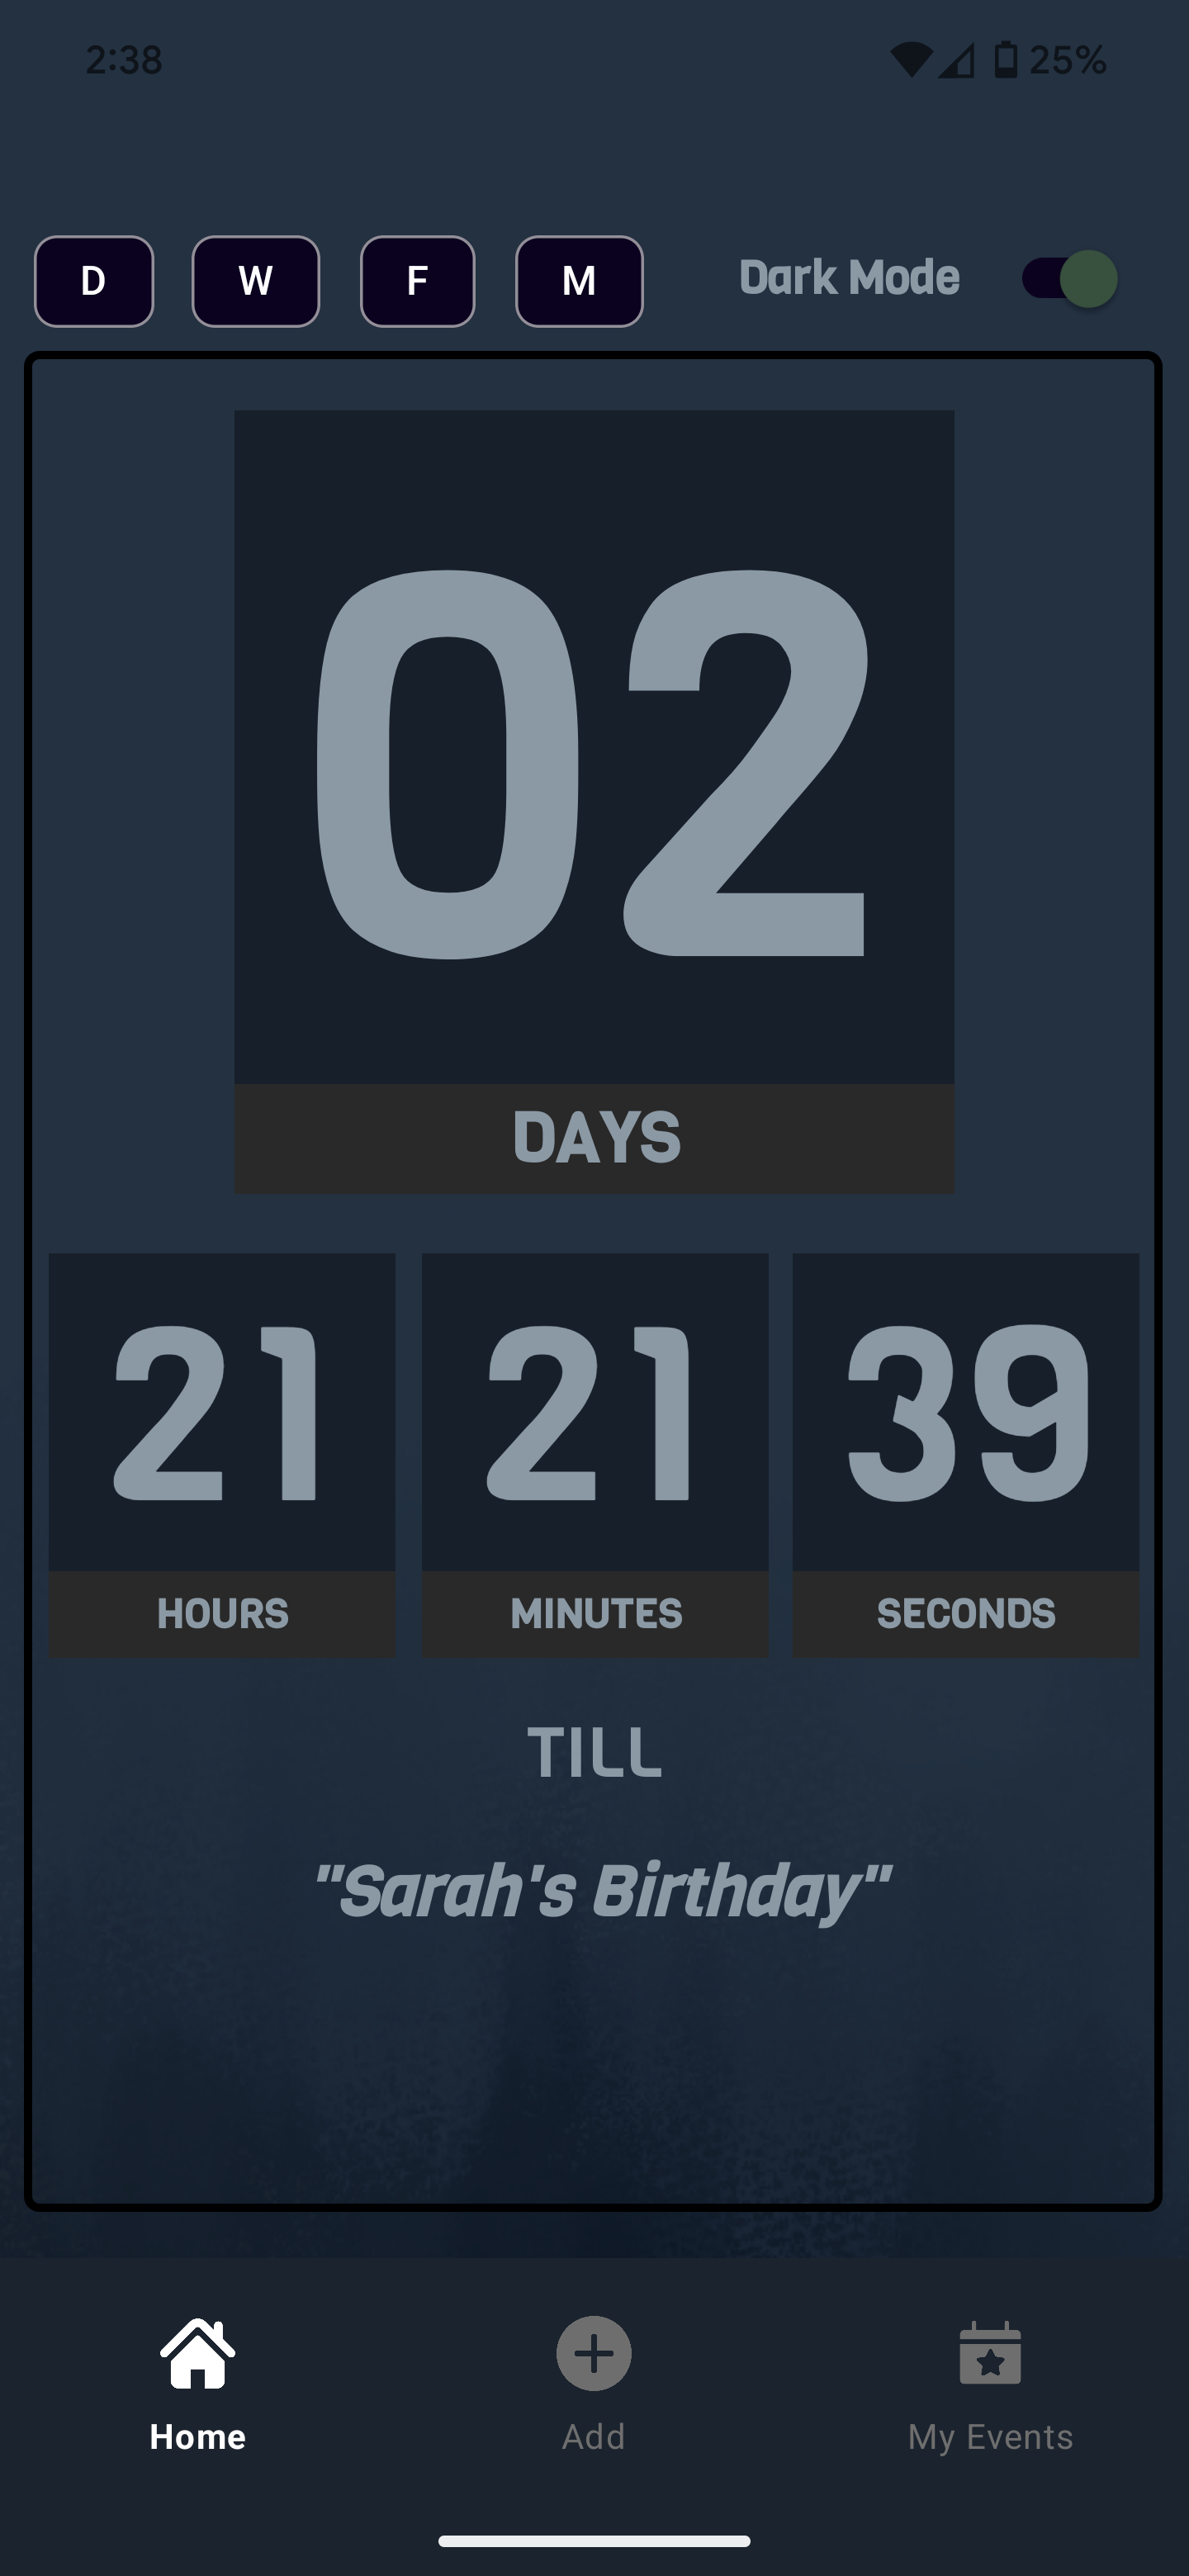 2:38 25%
D W F M Dark Mode
02
DAYS
21 21 39
HOURS MINUTES SECONDS
TILL
"Sarah's Birthday"
Home Add My Events